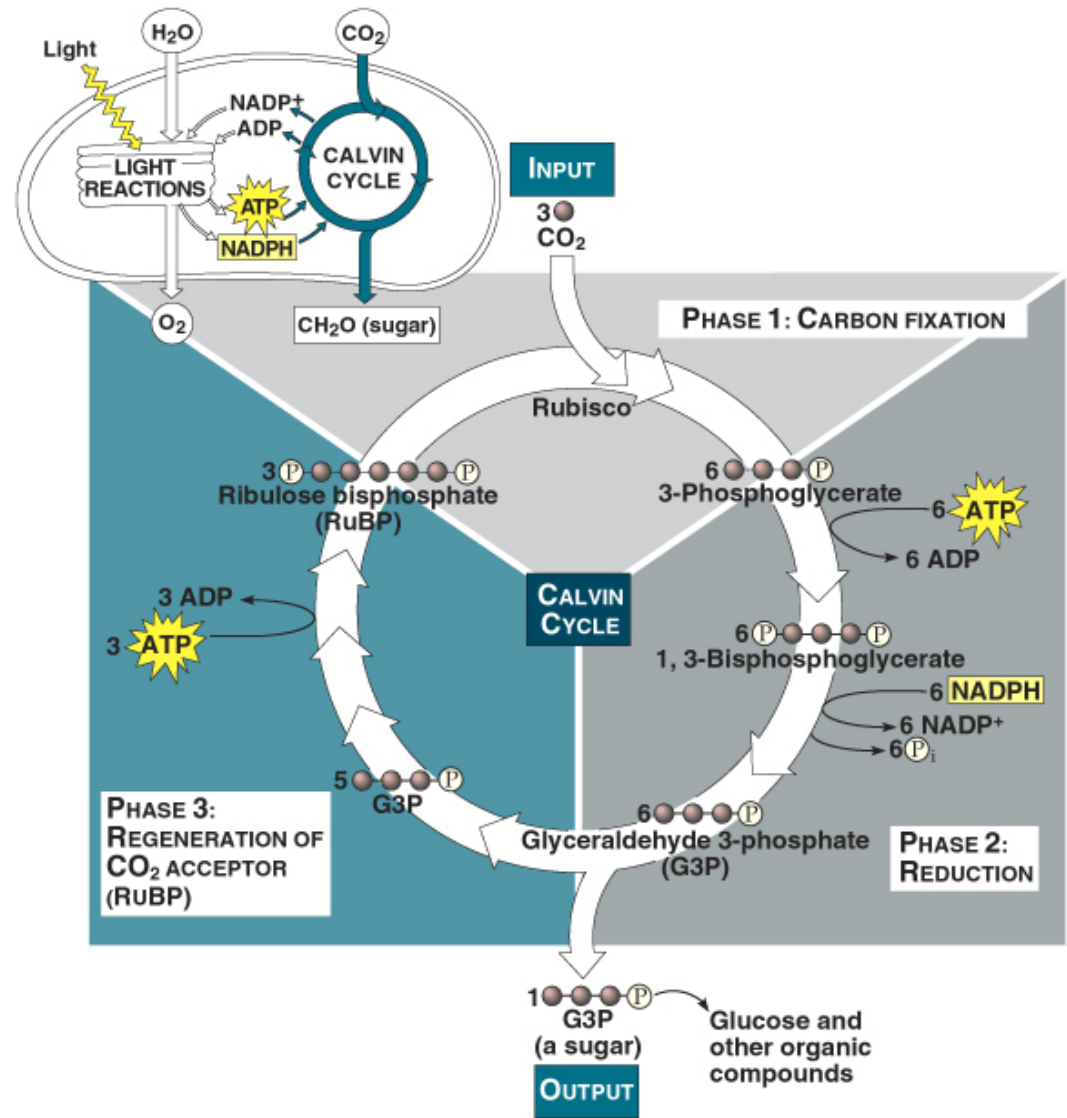 H2O
CO2
Light
NADP+
ADP
LIGHT
REACTIONS
CALVIN
CYCLE
ATP
NADPH
O2
CH2O (sugar)
INPUT
3
CO2
PHASE 1: CARBON FIXATION
Rubisco
3 P P
Ribulose bisphosphate
(RuBP)
6 P
3-Phosphoglycerate
6 ATP
6 ADP
CALVIN
CYCLE
3 ADP
3 ATP
6 P P
1, 3-Bisphosphoglycerate
6 NADPH
6 NADP+
6 Pi
5 P
G3P
6 P
Glyceraldehyde 3-phosphate
(G3P)
PHASE 3:
REGENERATION OF
CO2 ACCEPTOR
(RUBP)
PHASE 2:
REDUCTION
1 P
G3P
(a sugar)
Glucose and
other organic
compounds
OUTPUT